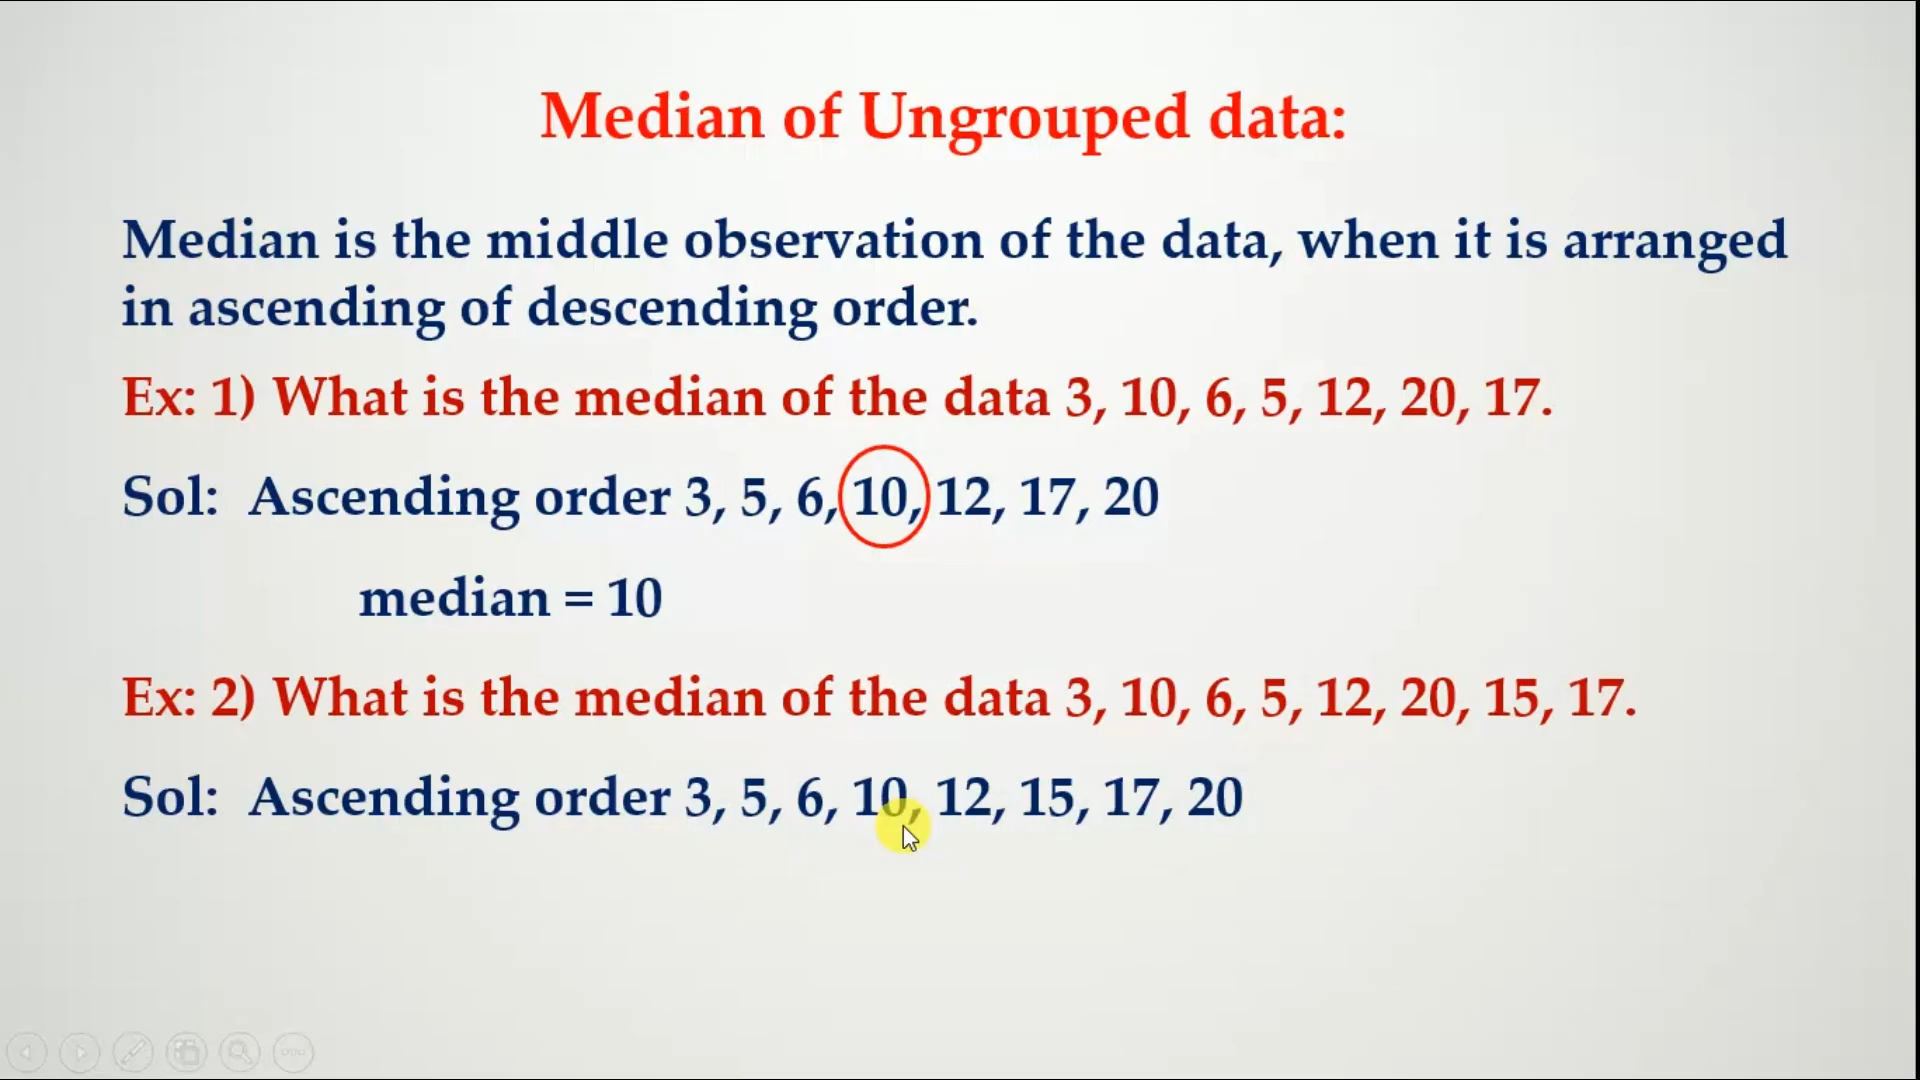 Median of Ungrouped data:
Median is the middle observation of the data, when it is arranged
in ascending of descending order.
Ex: 1) What is the median of the data 3, 10, 6, 5, 12, 20, 17.
Sol: Ascending order 3, 5, 6, 10, 12, 17, 20
median = 10
Ex: 2) What is the median of the data 3, 10, 6, 5, 12, 20, 15, 17.
Sol: Ascending order 3, 5, 6, 10, 12, 15, 17, 20